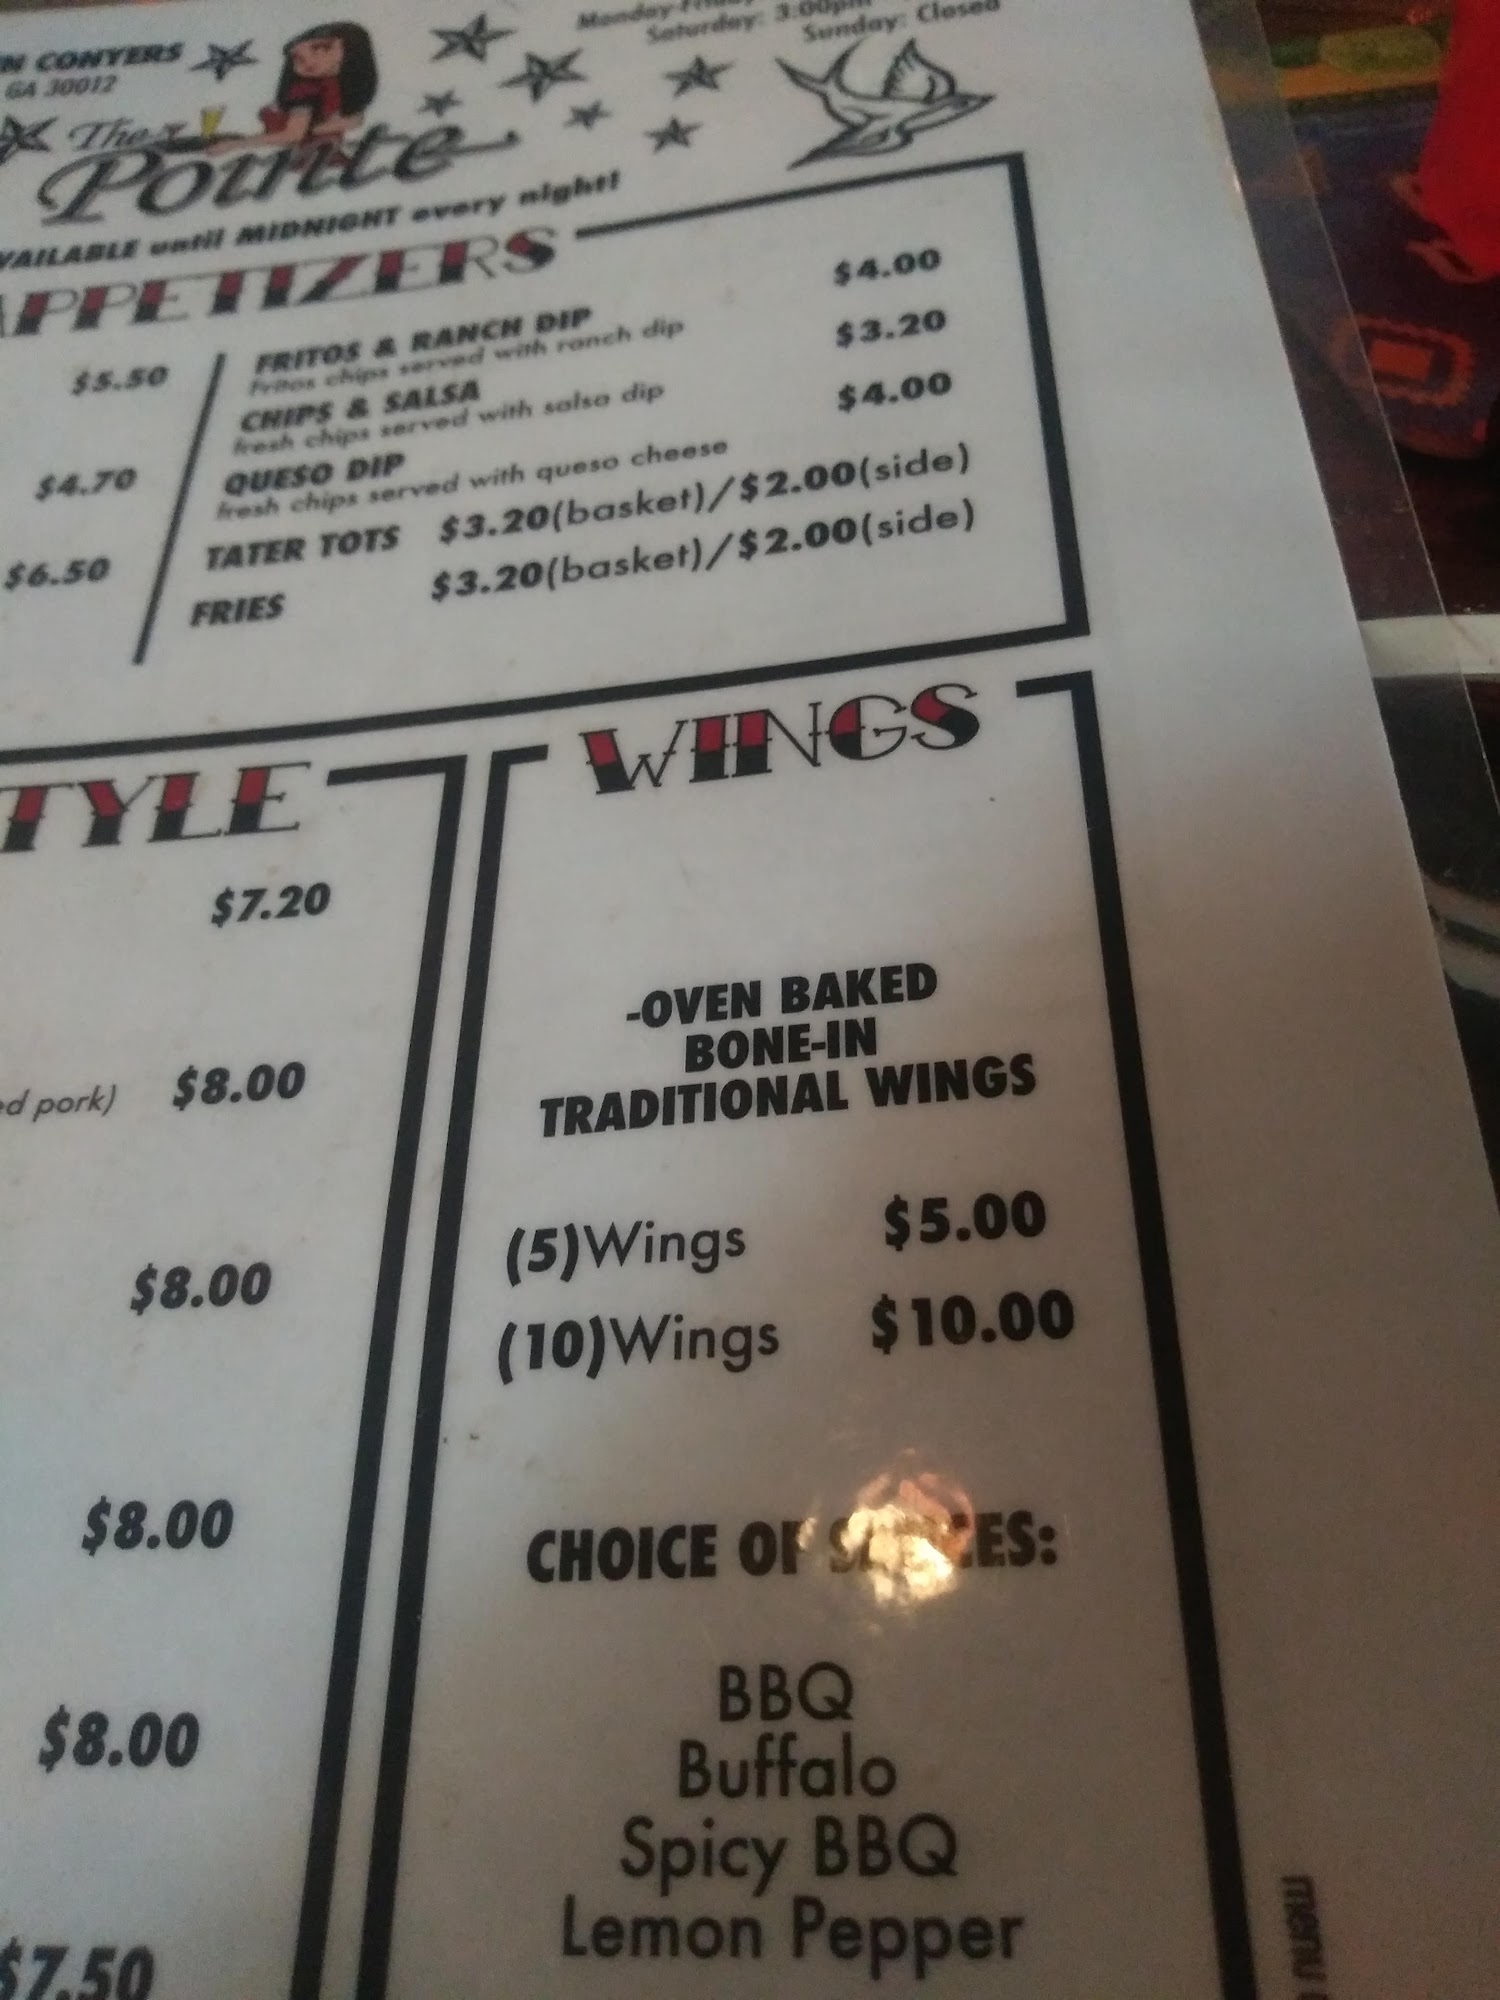 N CONYERS
GA 30012
Saturday: 3:00pm
Sunday: Closed
The
Pointe
AVAILABLE until MIDNIGHT every night!
APPETIZERS
$5.50
$4.70
$6.50
FRITOS & RANCH DIP $4.00
Fritos chips served with ranch dip
CHIPS & SALSA $3.20
fresh chips served with salsa dip
QUESO DIP $4.00
fresh chips served with queso cheese
TATER TOTS $3.20(basket)/$2.00(side)
FRIES $3.20(basket)/$2.00(side)
TYLE
$7.20
ed pork) $8.00
$8.00
$8.00
$8.00
$7.50
WINGS
-OVEN BAKED
BONE-IN
TRADITIONAL WINGS
(5)Wings $5.00
(10)Wings $10.00
CHOICE OF SAUCES:
BBQ
Buffalo
Spicy BBQ
Lemon Pepper
menu